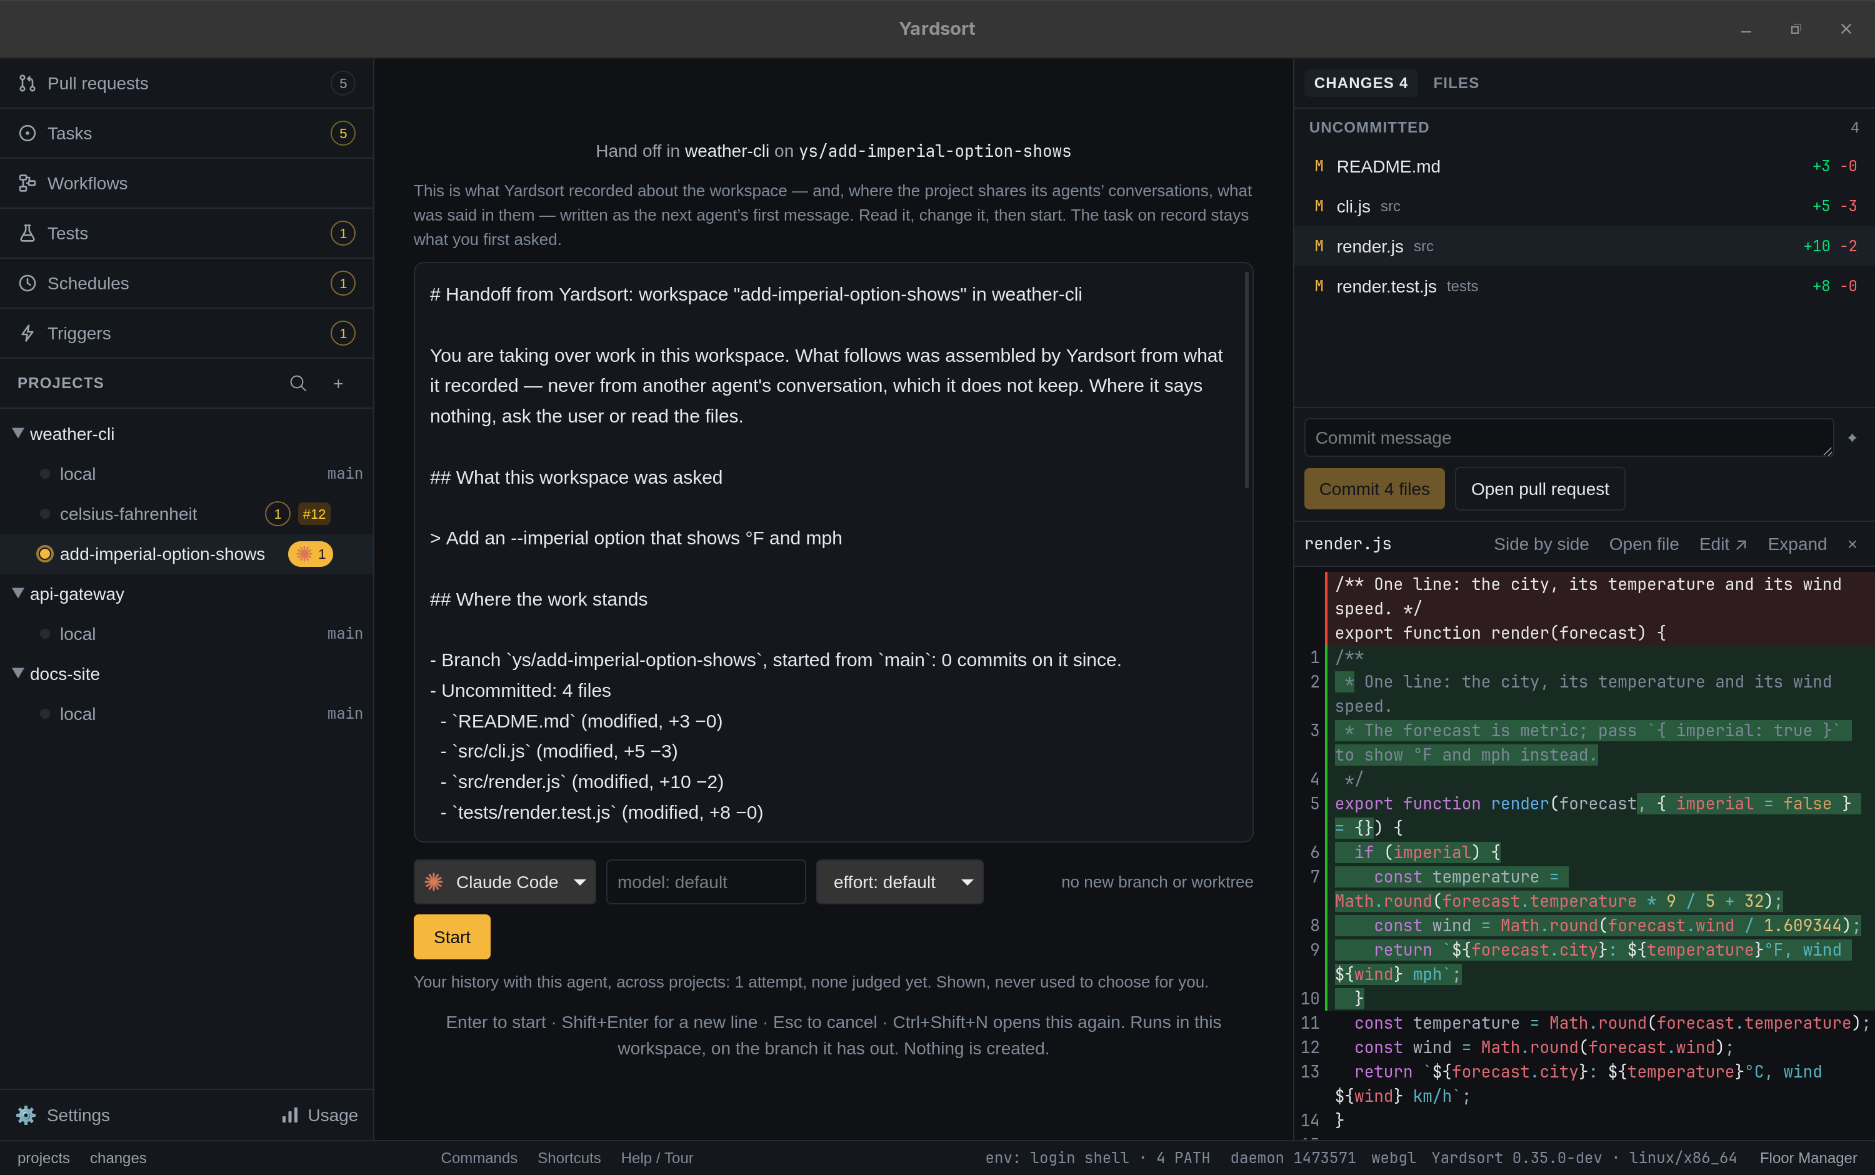 Yardsort
Pull requests 5
Tasks 5
Workflows
Tests 1
Schedules 1
Triggers 1
PROJECTS +
weather-cli
local main
celsius-fahrenheit 1 #12
add-imperial-option-shows 1
api-gateway
local main
docs-site
local main
Settings Usage
Hand off in weather-cli on ys/add-imperial-option-shows
This is what Yardsort recorded about the workspace — and, where the project shares its agents’ conversations, what
was said in them — written as the next agent’s first message. Read it, change it, then start. The task on record stays
what you first asked.
# Handoff from Yardsort: workspace "add-imperial-option-shows" in weather-cli
You are taking over work in this workspace. What follows was assembled by Yardsort from what
it recorded — never from another agent's conversation, which it does not keep. Where it says
nothing, ask the user or read the files.
## What this workspace was asked
> Add an --imperial option that shows °F and mph
## Where the work stands
- Branch `ys/add-imperial-option-shows`, started from `main`: 0 commits on it since.
- Uncommitted: 4 files
- `README.md` (modified, +3 −0)
- `src/cli.js` (modified, +5 −3)
- `src/render.js` (modified, +10 −2)
- `tests/render.test.js` (modified, +8 −0)
Claude Code model: default effort: default no new branch or worktree
Start
Your history with this agent, across projects: 1 attempt, none judged yet. Shown, never used to choose for you.
Enter to start · Shift+Enter for a new line · Esc to cancel · Ctrl+Shift+N opens this again. Runs in this
workspace, on the branch it has out. Nothing is created.
CHANGES 4 FILES
UNCOMMITTED 4
M README.md +3 -0
M cli.js src +5 -3
M render.js src +10 -2
M render.test.js tests +8 -0
Commit message
Commit 4 files Open pull request
render.js Side by side Open file Edit ↗ Expand ×
/** One line: the city, its temperature and its wind
speed. */
export function render(forecast) {
1 /**
2 * One line: the city, its temperature and its wind
speed.
3 * The forecast is metric; pass `{ imperial: true }`
to show °F and mph instead.
4 */
5 export function render(forecast, { imperial = false }
= {}) {
6 if (imperial) {
7 const temperature =
Math.round(forecast.temperature * 9 / 5 + 32);
8 const wind = Math.round(forecast.wind / 1.609344);
9 return `${forecast.city}: ${temperature}°F, wind
${wind} mph`;
10 }
11 const temperature = Math.round(forecast.temperature);
12 const wind = Math.round(forecast.wind);
13 return `${forecast.city}: ${temperature}°C, wind
${wind} km/h`;
14 }
projects changes Commands Shortcuts Help / Tour env: login shell · 4 PATH daemon 1473571 webgl Yardsort 0.35.0-dev · linux/x86_64 Floor Manager